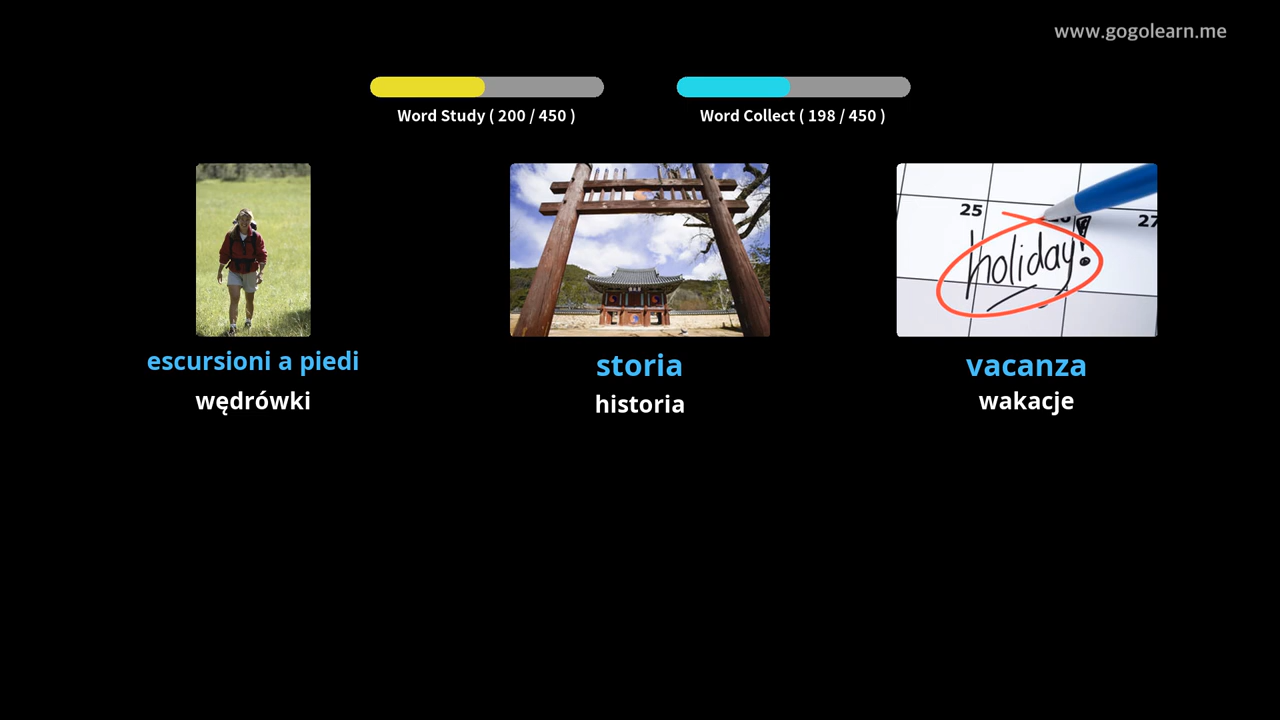 www.gogolearn.me
Word Study ( 200 / 450 )
Word Collect ( 198 / 450 )
25
27
holiday!
escursioni a piedi
storia
vacanza
wędrówki
historia
wakacje